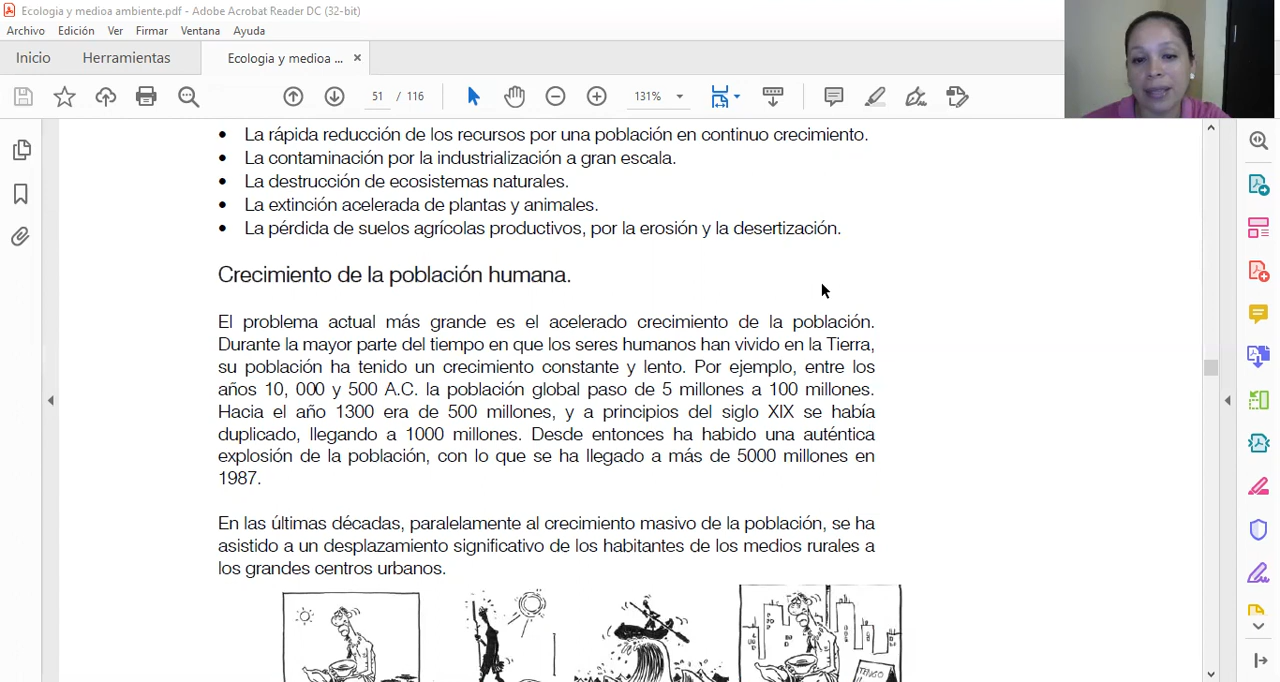 Ecologia y medioa ambiente.pdf - Adobe Acrobat Reader DC (32-bit)
Archivo Edición Ver Firmar Ventana Ayuda
Inicio Herramientas Ecologia y medioa ... ×
51 / 116 131%
• La rápida reducción de los recursos por una población en continuo crecimiento.
• La contaminación por la industrialización a gran escala.
• La destrucción de ecosistemas naturales.
• La extinción acelerada de plantas y animales.
• La pérdida de suelos agrícolas productivos, por la erosión y la desertización.
Crecimiento de la población humana.
El problema actual más grande es el acelerado crecimiento de la población.
Durante la mayor parte del tiempo en que los seres humanos han vivido en la Tierra,
su población ha tenido un crecimiento constante y lento. Por ejemplo, entre los
años 10, 000 y 500 A.C. la población global paso de 5 millones a 100 millones.
Hacia el año 1300 era de 500 millones, y a principios del siglo XIX se había
duplicado, llegando a 1000 millones. Desde entonces ha habido una auténtica
explosión de la población, con lo que se ha llegado a más de 5000 millones en
1987.
En las últimas décadas, paralelamente al crecimiento masivo de la población, se ha
asistido a un desplazamiento significativo de los habitantes de los medios rurales a
los grandes centros urbanos.
TENGO